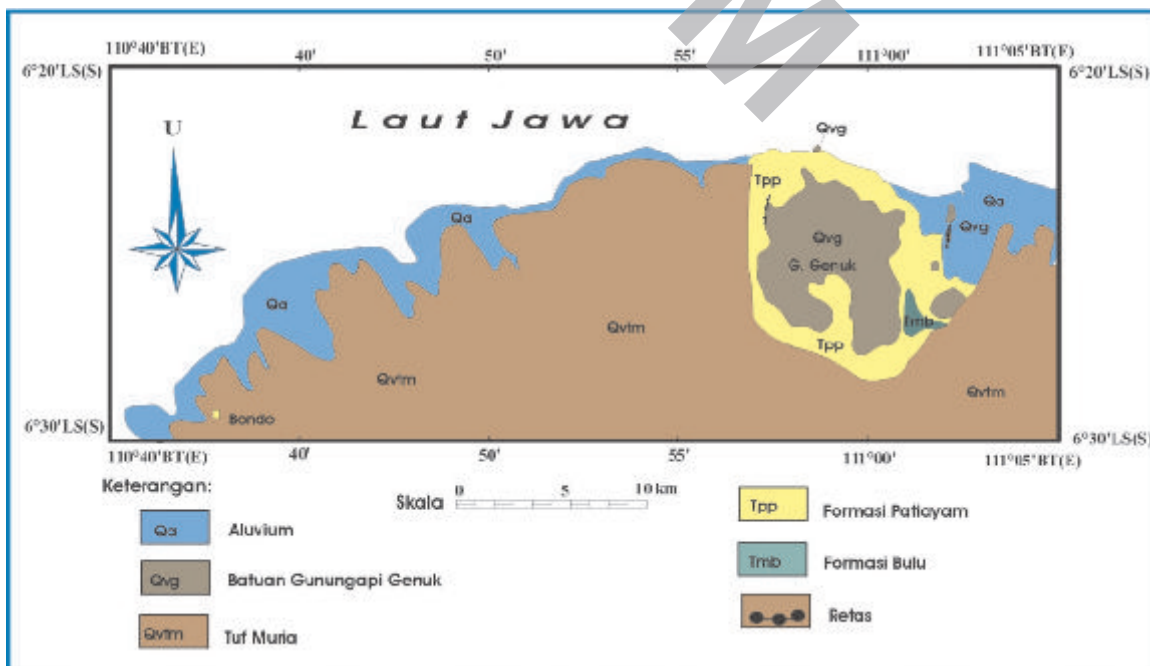 110°40'BT(E) 40' 50' 55' 111°00' 111°05'BT(E)
6°20'LS(S) 6°20'LS(S)
Laut Jawa
U
Qvg
Tpp
Qa
Qa
Qvg
Qvg
G. Genuk
Qa
Tmb
Qvtm
Tpp
Qvtm
Qvtm
Bondo
6°30'LS(S) 6°30'LS(S)
110°40'BT(E) 40' 50' 55' 111°00' 111°05'BT(E)
Keterangan:
Skala 0 5 10 km
Qa Aluvium
Qvg Batuan Gunungapi Genuk
Qvtm Tuf Muria
Tpp Formasi Patiayam
Tmb Formasi Bulu
Retas
M